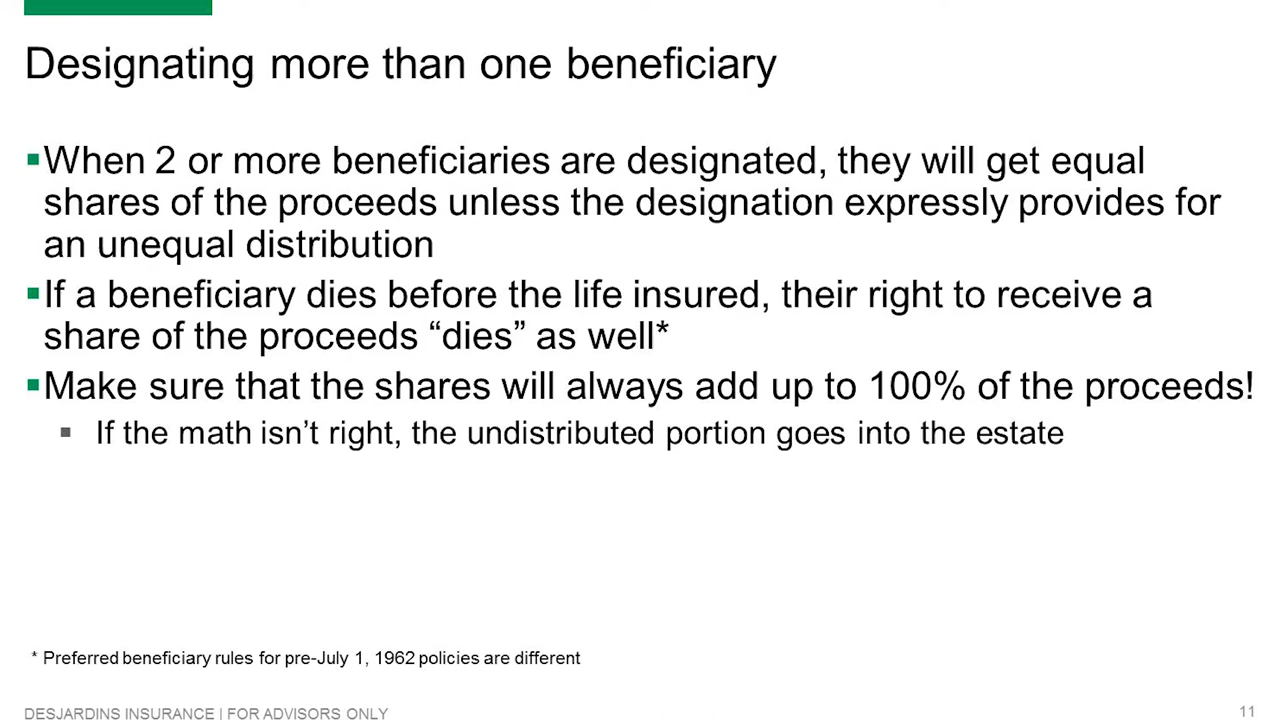 Designating more than one beneficiary
▪When 2 or more beneficiaries are designated, they will get equal
shares of the proceeds unless the designation expressly provides for
an unequal distribution
▪If a beneficiary dies before the life insured, their right to receive a
share of the proceeds “dies” as well*
▪Make sure that the shares will always add up to 100% of the proceeds!
▪ If the math isn’t right, the undistributed portion goes into the estate
* Preferred beneficiary rules for pre-July 1, 1962 policies are different
DESJARDINS INSURANCE | FOR ADVISORS ONLY
11